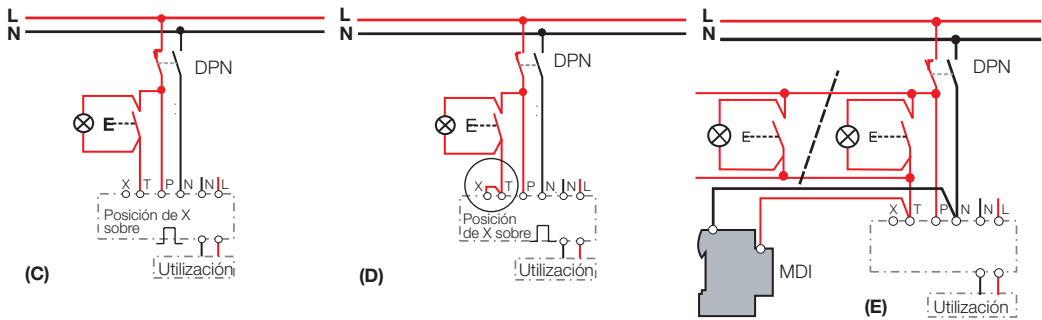 L
N
DPN
E
X T P N N L
Posición de X
sobre
Utilización
(C)
L
N
DPN
E
X T P N N L
Posición
de X sobre
Utilización
(D)
L
N
DPN
E
E
X T P N N L
MDI
Utilización
(E)